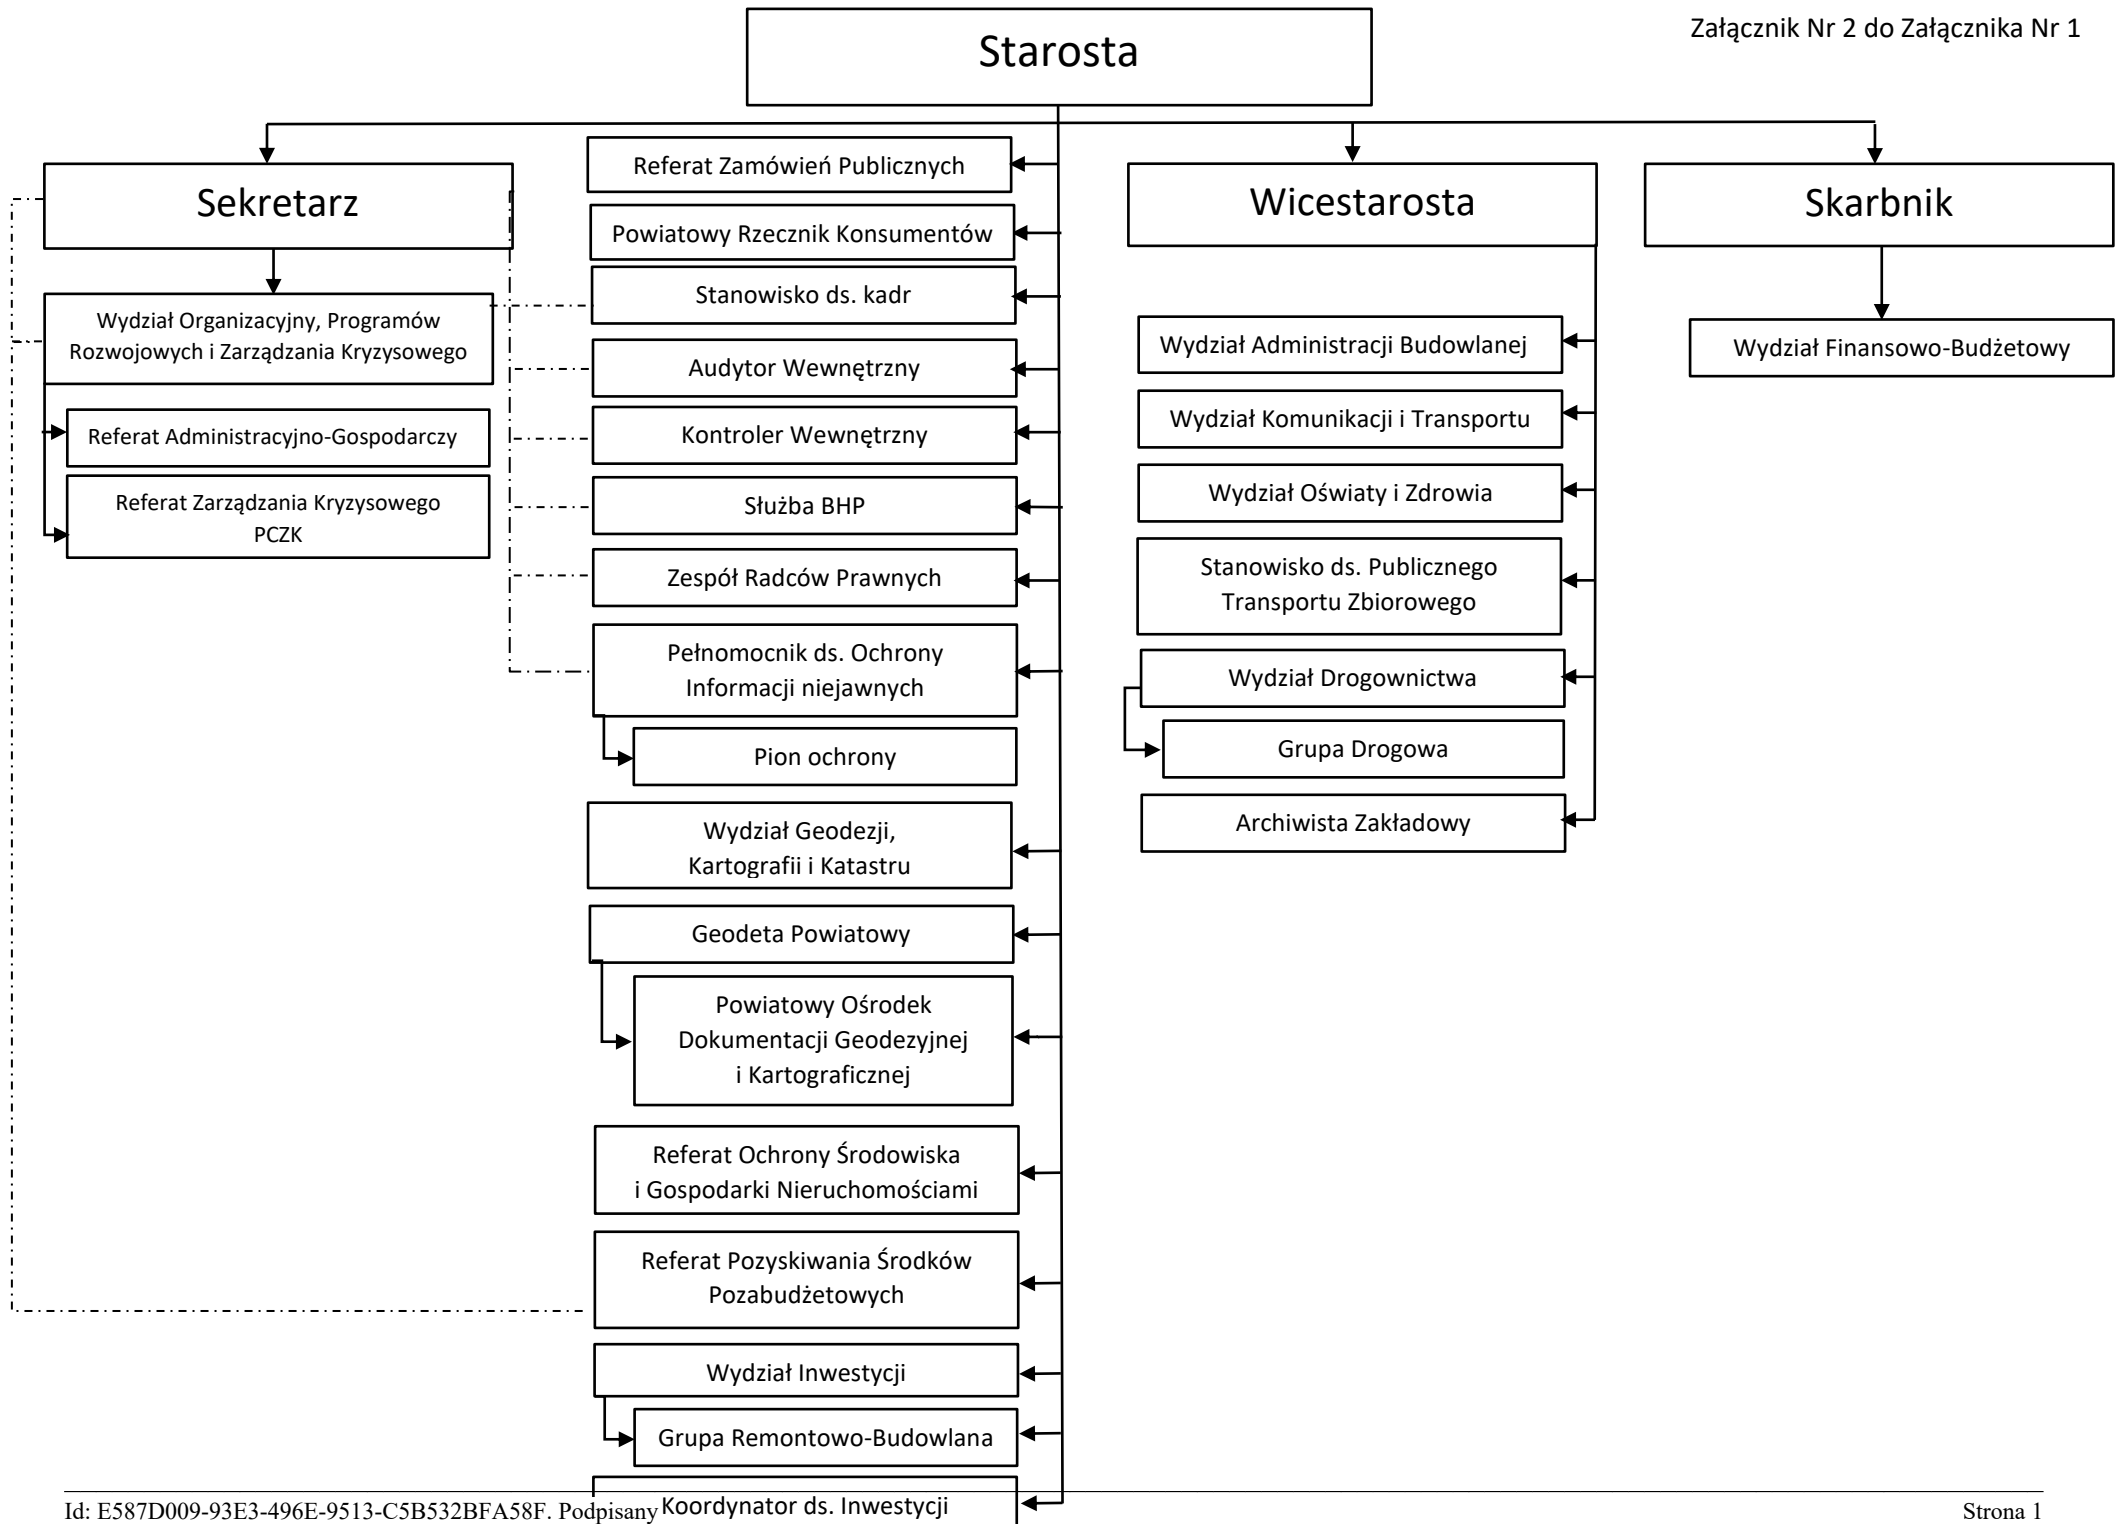 Załącznik Nr 2 do Załącznika Nr 1
Starosta
Sekretarz
Wydział Organizacyjny, Programów
Rozwojowych i Zarządzania Kryzysowego
Referat Administracyjno-Gospodarczy
Referat Zarządzania Kryzysowego
PCZK
Referat Zamówień Publicznych
Powiatowy Rzecznik Konsumentów
Stanowisko ds. kadr
Audytor Wewnętrzny
Kontroler Wewnętrzny
Służba BHP
Zespół Radców Prawnych
Pełnomocnik ds. Ochrony
Informacji niejawnych
Pion ochrony
Wydział Geodezji,
Kartografii i Katastru
Geodeta Powiatowy
Powiatowy Ośrodek
Dokumentacji Geodezyjnej
i Kartograficznej
Referat Ochrony Środowiska
i Gospodarki Nieruchomościami
Referat Pozyskiwania Środków
Pozabudżetowych
Wydział Inwestycji
Grupa Remontowo-Budowlana
Koordynator ds. Inwestycji
Wicestarosta
Wydział Administracji Budowlanej
Wydział Komunikacji i Transportu
Wydział Oświaty i Zdrowia
Stanowisko ds. Publicznego
Transportu Zbiorowego
Wydział Drogownictwa
Grupa Drogowa
Archiwista Zakładowy
Skarbnik
Wydział Finansowo-Budżetowy
Id: E587D009-93E3-496E-9513-C5B532BFA58F. Podpisany
Strona 1